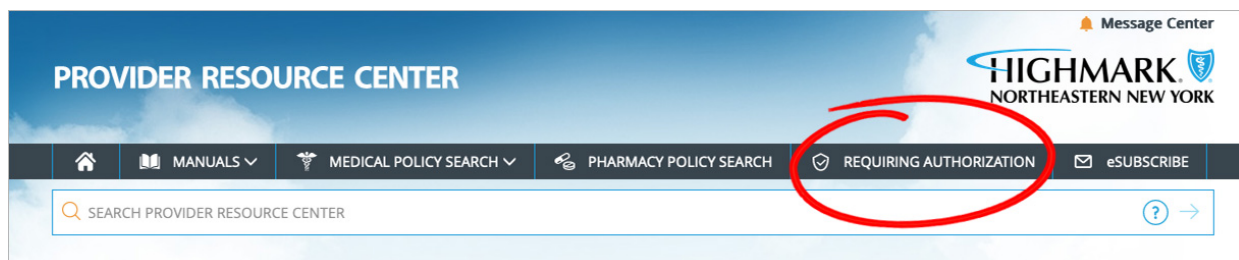 Message Center
PROVIDER RESOURCE CENTER
HIGHMARK.
NORTHEASTERN NEW YORK
MANUALS MEDICAL POLICY SEARCH PHARMACY POLICY SEARCH REQUIRING AUTHORIZATION eSUBSCRIBE
SEARCH PROVIDER RESOURCE CENTER ?